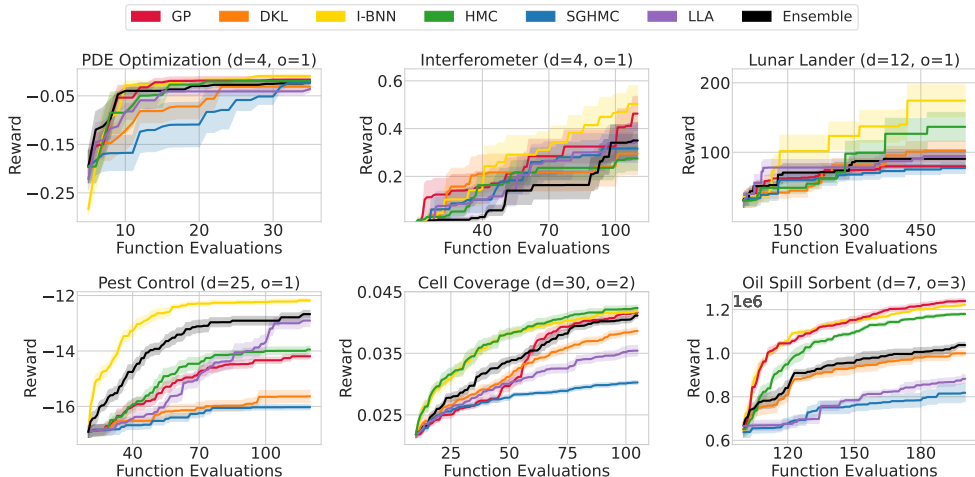 GP DKL I-BNN HMC SGHMC LLA Ensemble
PDE Optimization (d=4, o=1)
Reward
−0.05
−0.15
−0.25
10 20 30
Function Evaluations
Interferometer (d=4, o=1)
Reward
0.6
0.4
0.2
40 70 100
Function Evaluations
Lunar Lander (d=12, o=1)
Reward
200
100
150 300 450
Function Evaluations
Pest Control (d=25, o=1)
Reward
−12
−14
−16
40 60 80 100
Function Evaluations
Cell Coverage (d=30, o=2)
Reward
0.045
0.035
0.025
25 50 75 100
Function Evaluations
Oil Spill Sorbent (d=7, o=3)
1e6
Reward
1.2
1.0
0.8
0.6
120 150 180
Function Evaluations